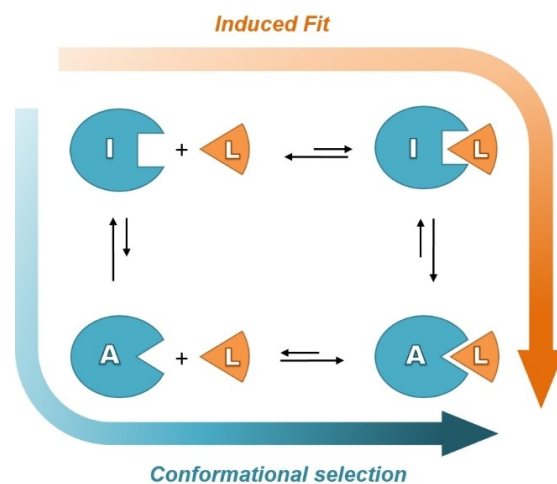 Induced Fit
I + L I L
A + L A L
Conformational selection